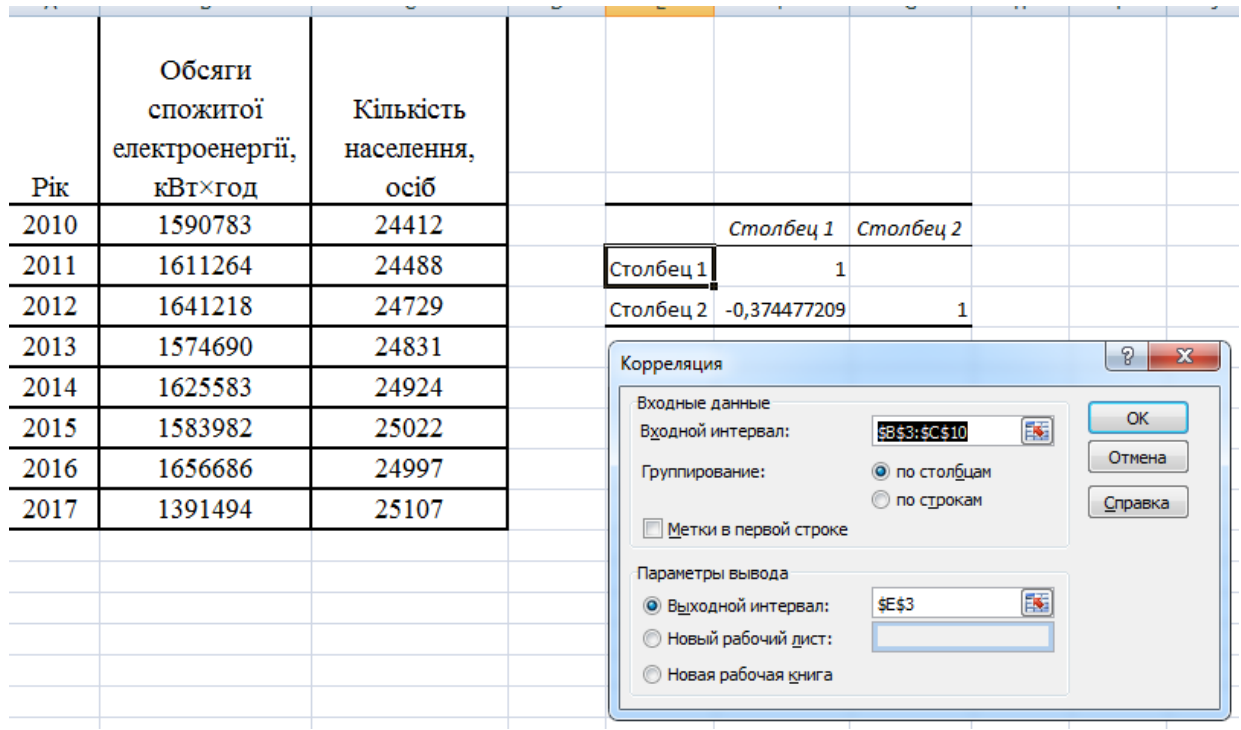 Обсяги
спожитої
електроенергії,
кВт×год
Кількість
населення,
осіб
Рік
2010 1590783 24412
2011 1611264 24488
2012 1641218 24729
2013 1574690 24831
2014 1625583 24924
2015 1583982 25022
2016 1656686 24997
2017 1391494 25107
Столбец 1 Столбец 2
Столбец 1 1
Столбец 2 -0,374477209 1
Корреляция
Входные данные
Входной интервал: $B$3:$C$10
Группирование: по столбцам
по строкам
Метки в первой строке
Параметры вывода
Выходной интервал: $E$3
Новый рабочий лист:
Новая рабочая книга
ОК
Отмена
Справка